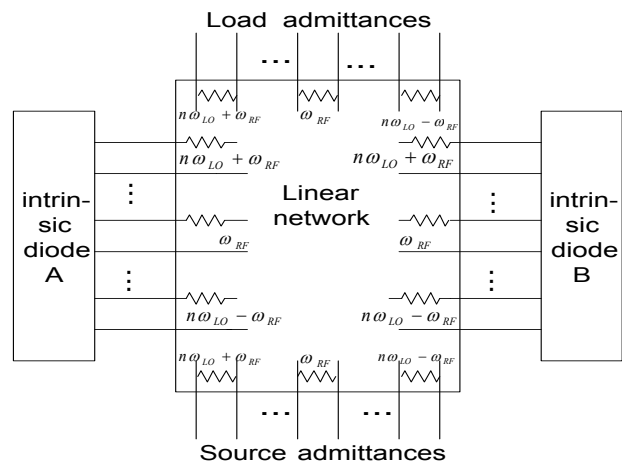 Load admittances
nω_LO + ω_RF
ω_RF
nω_LO − ω_RF
nω_LO + ω_RF
nω_LO + ω_RF
intrin-
sic
diode
A
Linear
network
intrin-
sic
diode
B
ω_RF
ω_RF
nω_LO − ω_RF
nω_LO − ω_RF
nω_LO + ω_RF
ω_RF
nω_LO − ω_RF
Source admittances